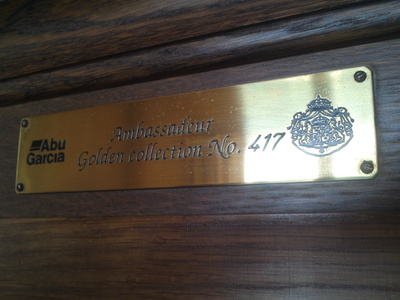 Abu
Garcia
Ambassadeur
Golden collection No. 417